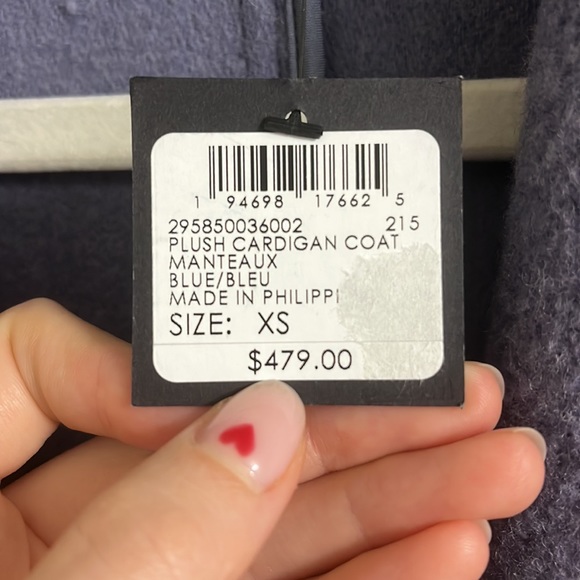 1 94698 17662 5
295850036002 215
PLUSH CARDIGAN COAT
MANTEAUX
BLUE/BLEU
MADE IN PHILIPPI
SIZE: XS
$479.00